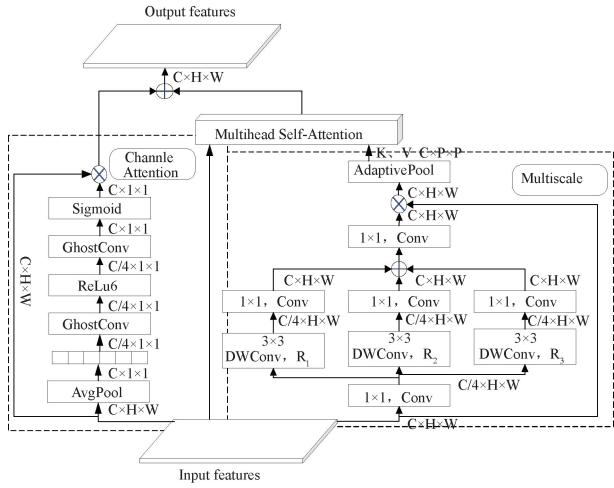 Output features
C×H×W
Multihead Self-Attention
Channle
Attention
K、V C×P×P
AdaptivePool
Multiscale
C×1×1
C×H×W
Sigmoid
C×H×W
C×1×1
1×1, Conv
GhostConv
C/4×1×1
C×H×W
C×H×W
C×H×W
C×H×W
ReLu6
1×1, Conv
1×1, Conv
1×1, Conv
C/4×1×1
C/4×H×W
C/4×H×W
C/4×H×W
GhostConv
3×3
DWConv, R₁
3×3
DWConv, R₂
3×3
DWConv, R₃
C/4×1×1
C×1×1
C/4×H×W
AvgPool
1×1, Conv
C×H×W
C×H×W
Input features